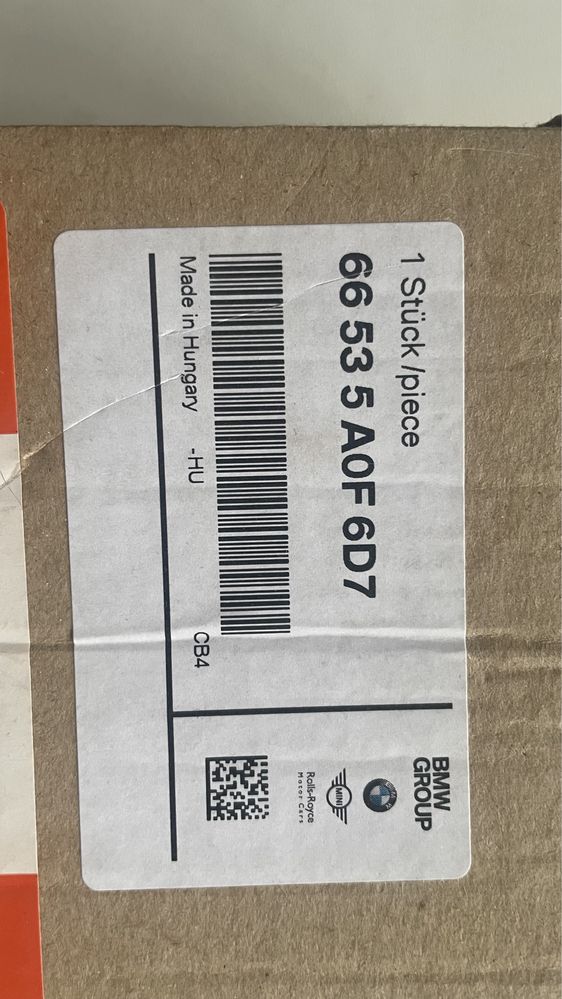 1 Stück /piece
66 53 5 A0F 6D7
Made in Hungary -HU CB4
BMW
GROUP
MINI
Rolls-Royce
Motor Cars